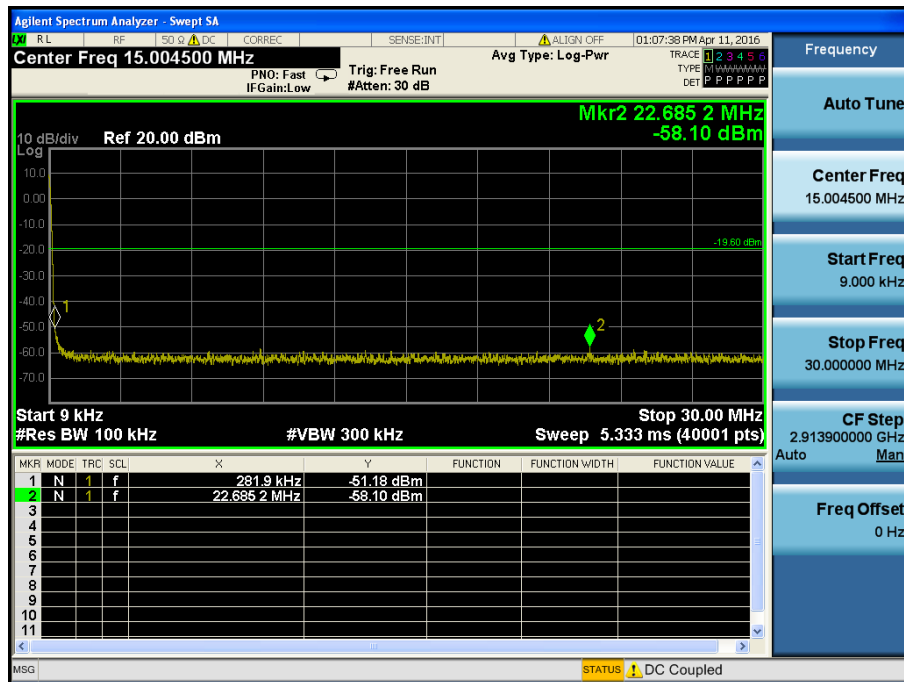 Agilent Spectrum Analyzer - Swept SA
LXI RL RF 50 Ω DC CORREC SENSE:INT ALIGN OFF 01:07:38 PM Apr 11, 2016
Center Freq 15.004500 MHz
PNO: Fast
IFGain:Low
Trig: Free Run
#Atten: 30 dB
Avg Type: Log-Pwr
TRACE 1 2 3 4 5 6
TYPE M WWWWW
DET P P P P P P
Mkr2 22.685 2 MHz
-58.10 dBm
10 dB/div Ref 20.00 dBm
Log
10.0
0.00
-10.0
-20.0
-30.0
-40.0
-50.0
-60.0
-70.0
-19.60 dBm
1
2
Start 9 kHz Stop 30.00 MHz
#Res BW 100 kHz #VBW 300 kHz Sweep 5.333 ms (40001 pts)
MKR MODE TRC SCL X Y FUNCTION FUNCTION WIDTH FUNCTION VALUE
1 N 1 f 281.9 kHz -51.18 dBm
2 N 1 f 22.685 2 MHz -58.10 dBm
3
4
5
6
7
8
9
10
11
MSG STATUS DC Coupled
Frequency
Auto Tune
Center Freq
15.004500 MHz
Start Freq
9.000 kHz
Stop Freq
30.000000 MHz
CF Step
2.913900000 GHz
Auto Man
Freq Offset
0 Hz